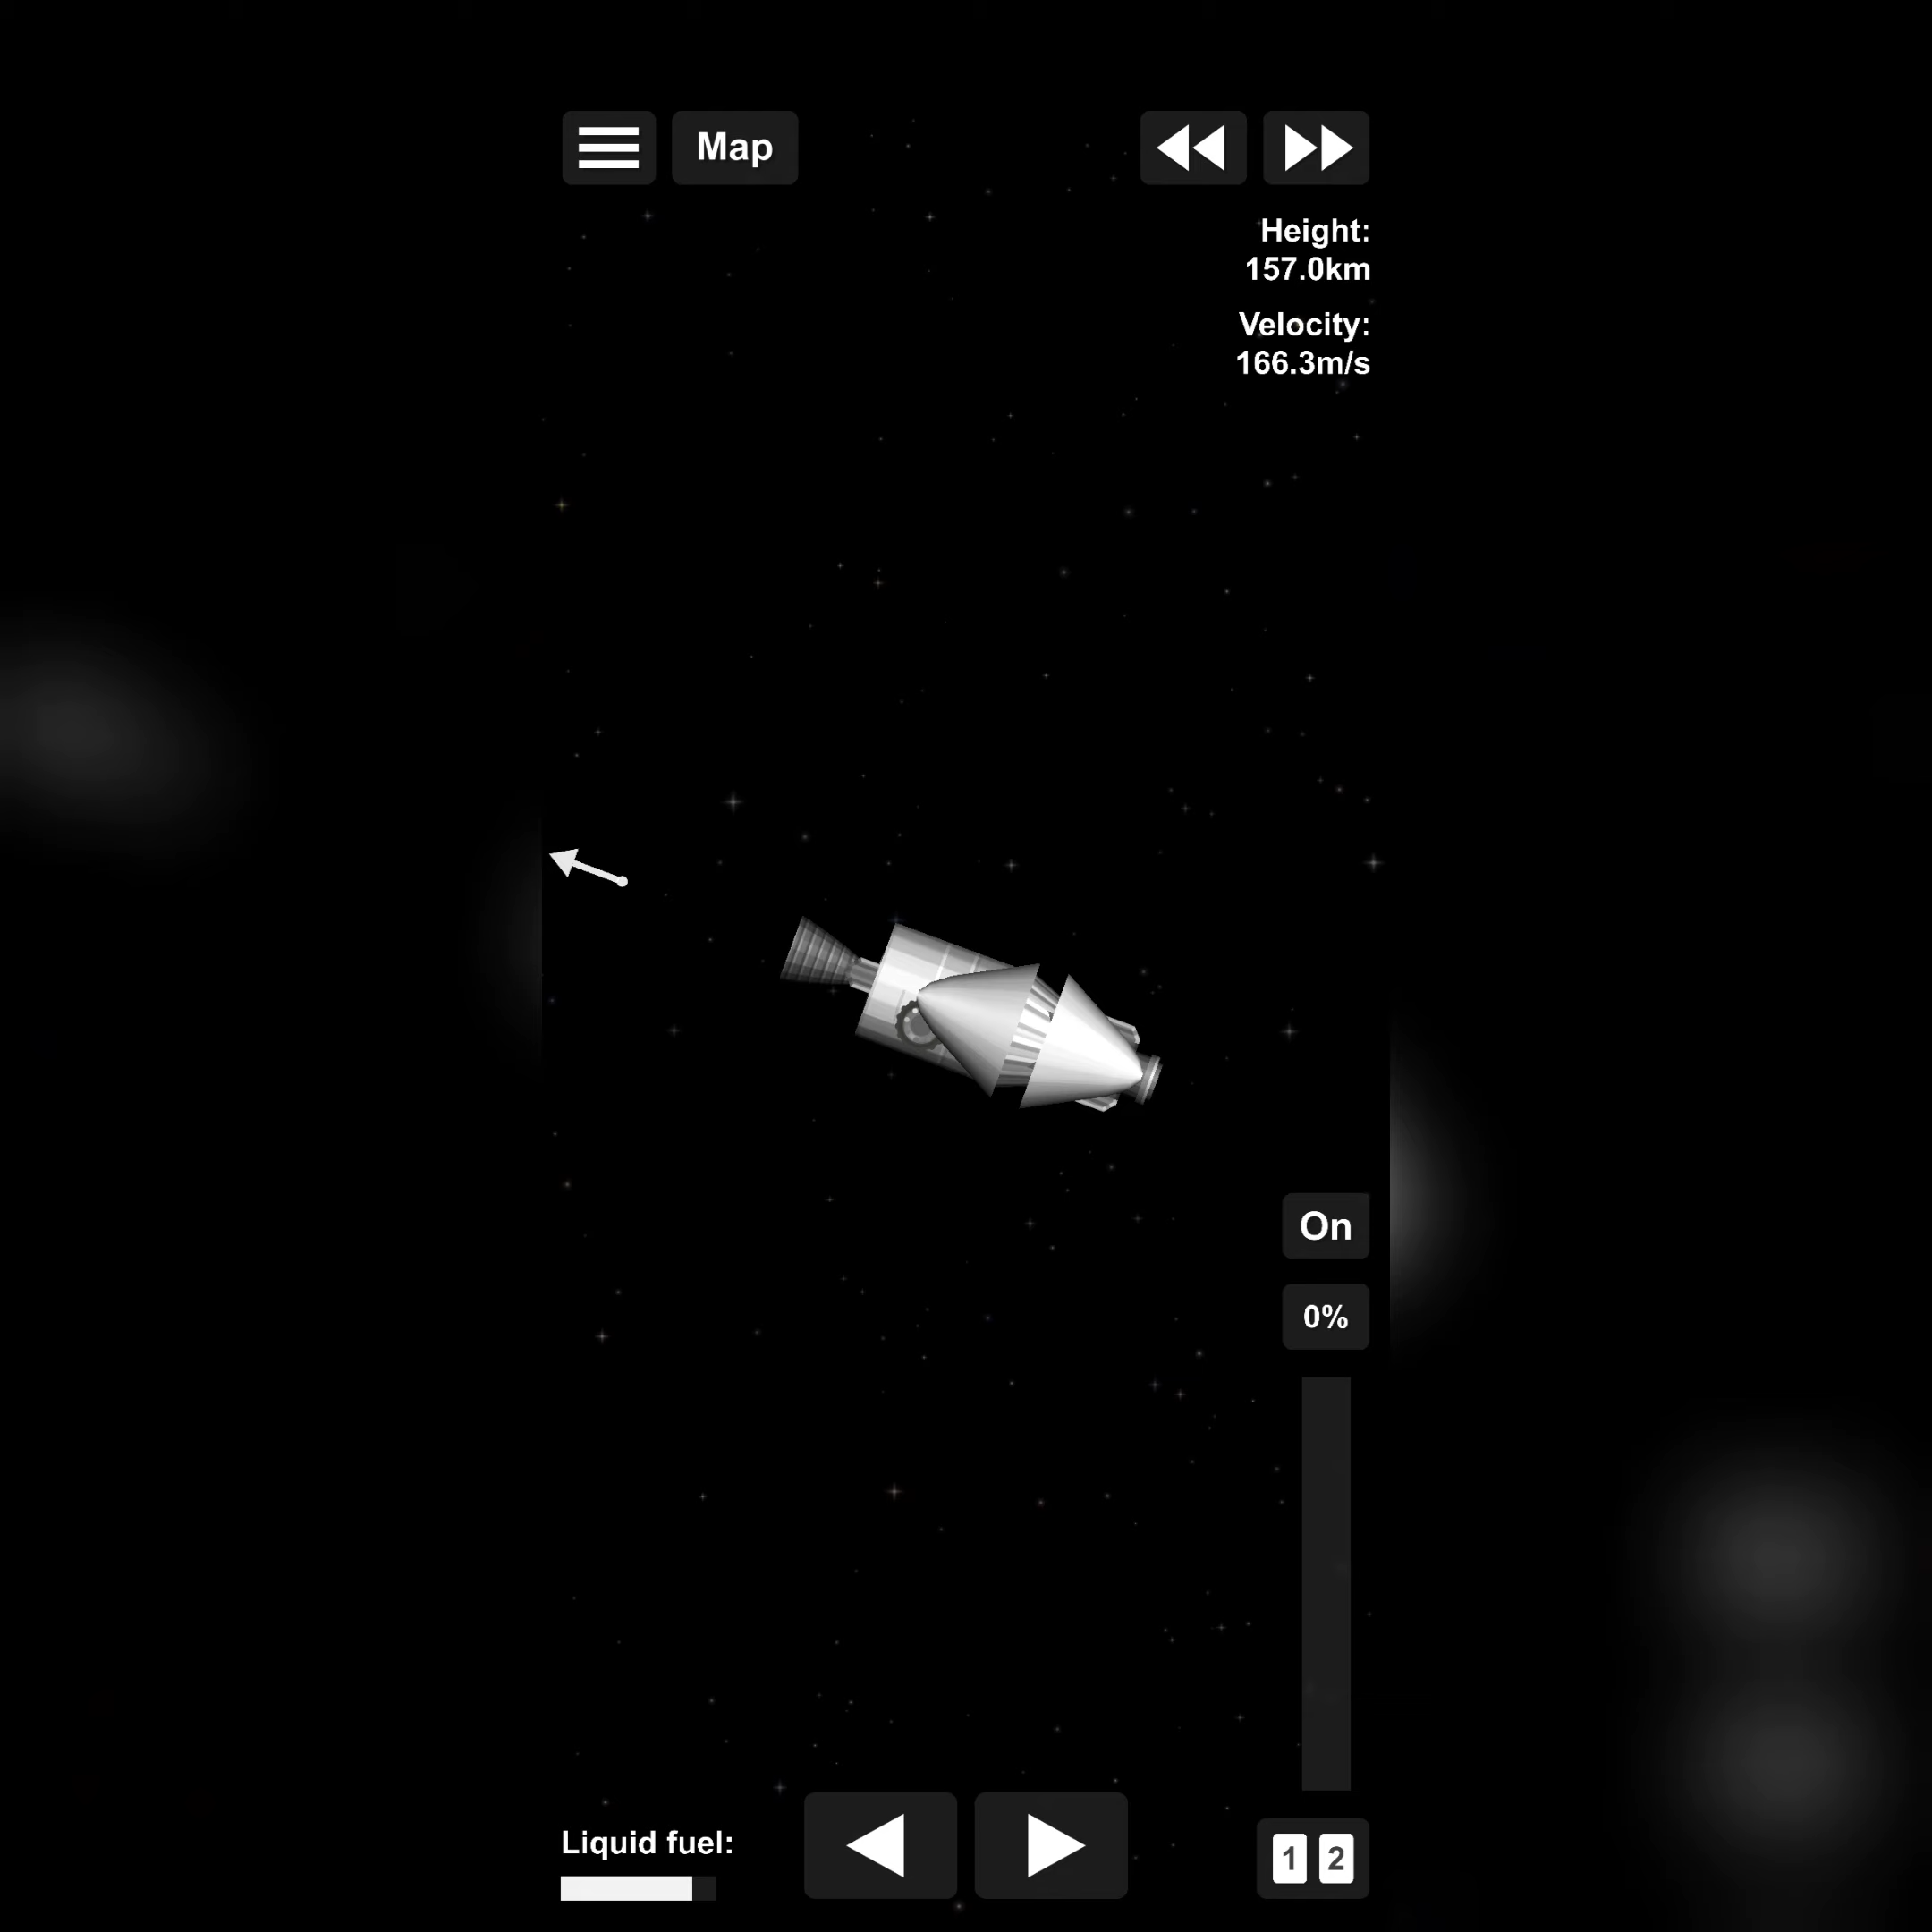 Map
Height:
157.0km
Velocity:
166.3m/s
On
0%
Liquid fuel:
1 2